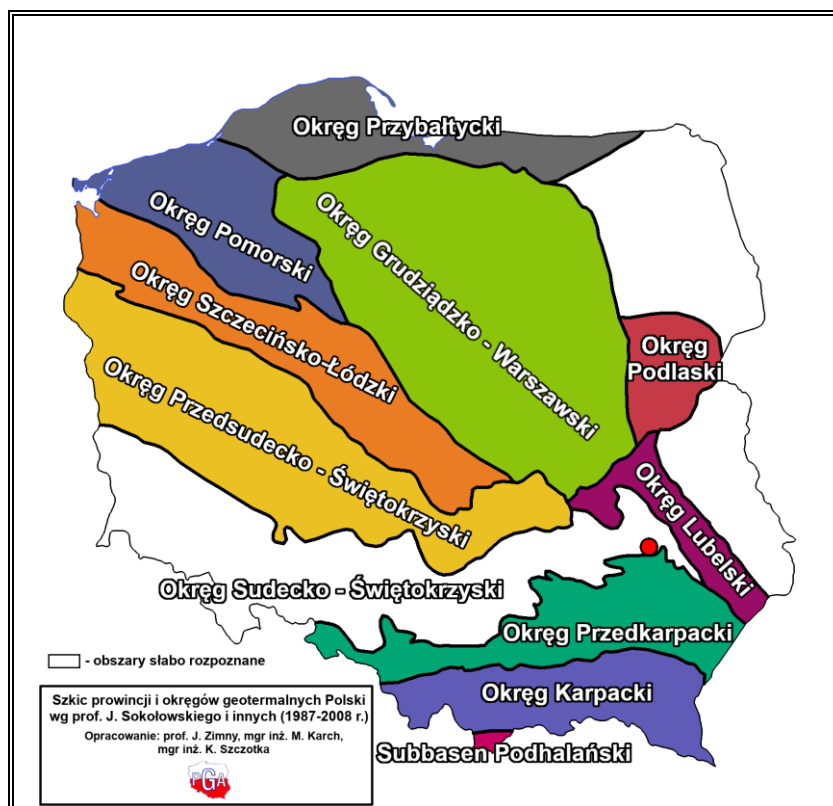 Okręg Przybałtycki
Okręg Pomorski
Okręg Grudziądzko - Warszawski
Okręg Szczecińsko-Łódzki
Okręg Podlaski
Okręg Przedsudecko - Świętokrzyski
Okręg Lubelski
Okręg Sudecko - Świętokrzyski
Okręg Przedkarpacki
- obszary słabo rozpoznane
Okręg Karpacki
Subbasen Podhalański
Szkic prowincji i okręgów geotermalnych Polski
wg prof. J. Sokołowskiego i innych (1987-2008 r.)
Opracowanie: prof. J. Zimny, mgr inż. M. Karch,
mgr inż. K. Szczotka
PGA